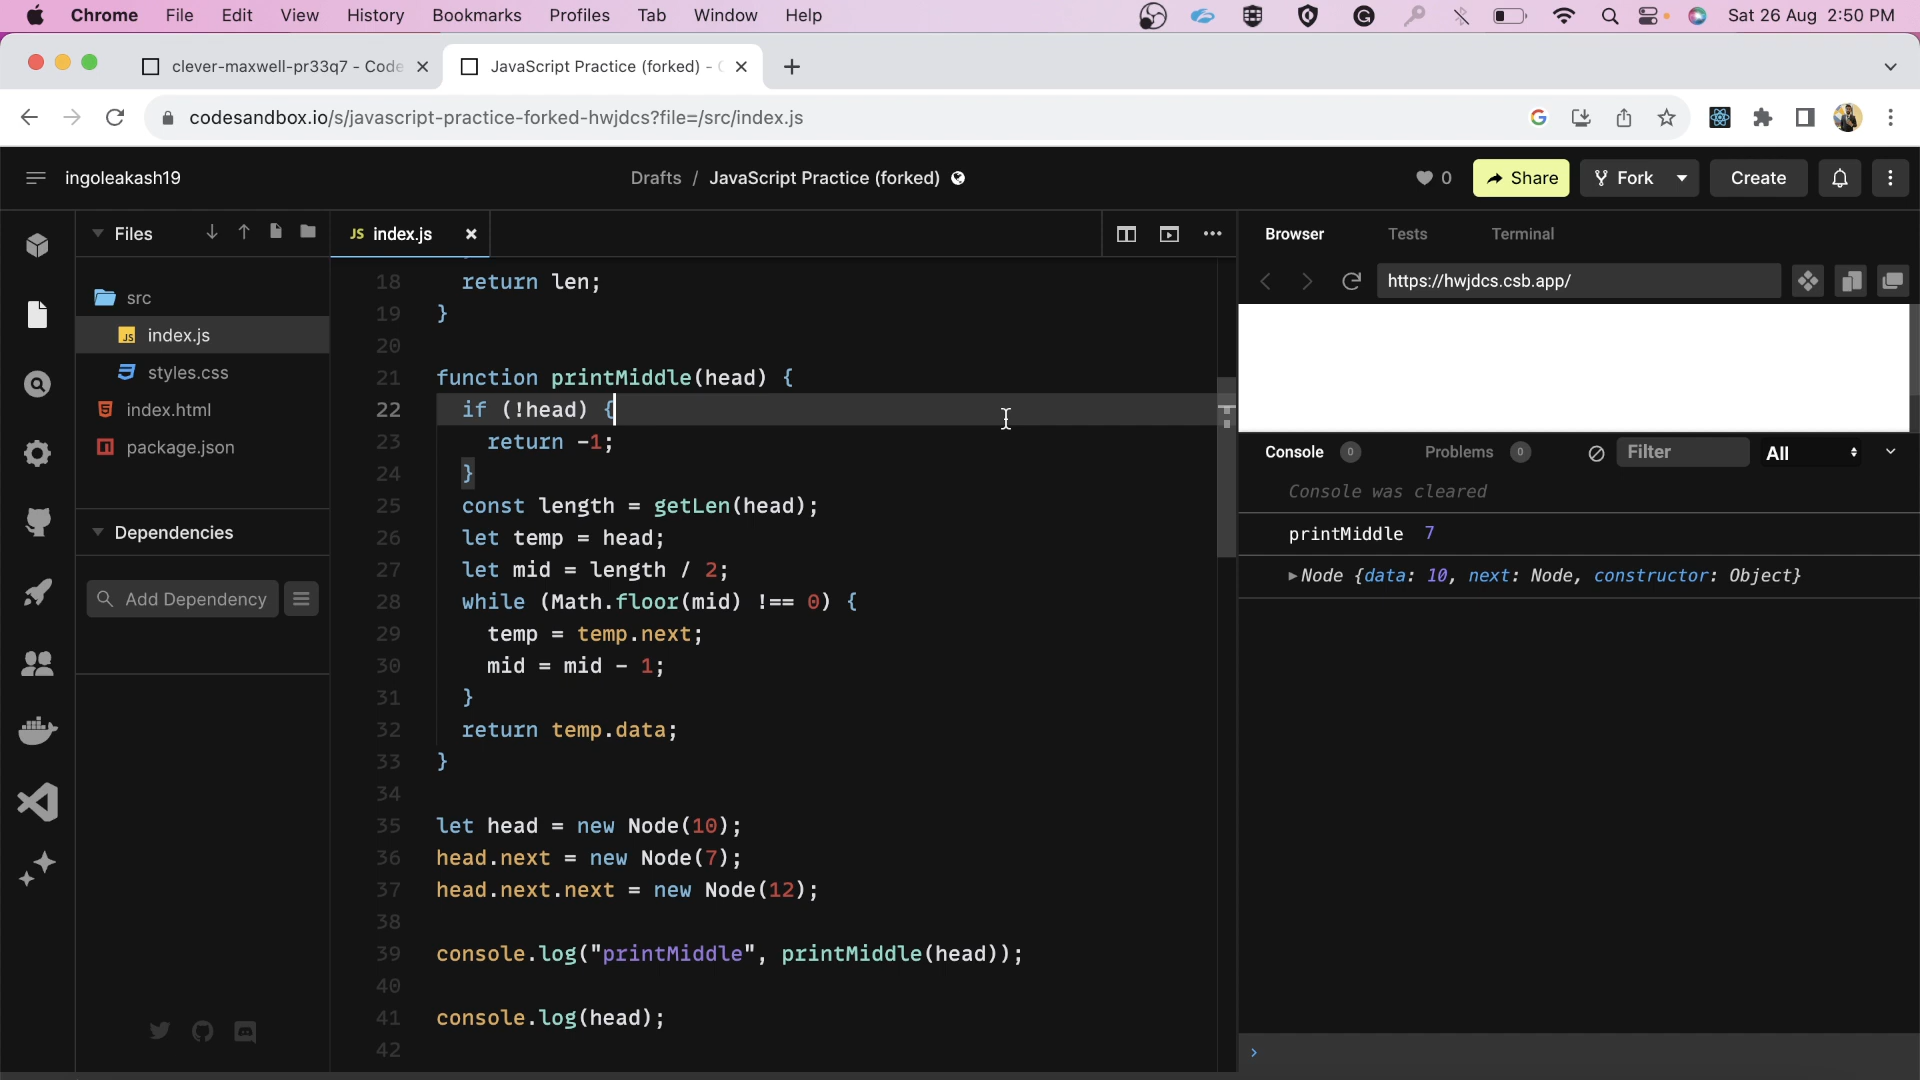 Chrome File Edit View History Bookmarks Profiles Tab Window Help Sat 26 Aug 2:50 PM
clever-maxwell-pr33q7 - Code
JavaScript Practice (forked) -
codesandbox.io/s/javascript-practice-forked-hwjdcs?file=/src/index.js
ingoleakash19
Drafts / JavaScript Practice (forked)
0
Share
Fork
Create
Files
src
index.js
styles.css
index.html
package.json
Dependencies
Add Dependency
JS index.js
18 return len;
19 }
20
21 function printMiddle(head) {
22 if (!head) {
23 return -1;
24 }
25 const length = getLen(head);
26 let temp = head;
27 let mid = length / 2;
28 while (Math.floor(mid) !== 0) {
29 temp = temp.next;
30 mid = mid - 1;
31 }
32 return temp.data;
33 }
34
35 let head = new Node(10);
36 head.next = new Node(7);
37 head.next.next = new Node(12);
38
39 console.log("printMiddle", printMiddle(head));
40
41 console.log(head);
42
Browser Tests Terminal
https://hwjdcs.csb.app/
Console 0 Problems 0 Filter All
Console was cleared
printMiddle 7
Node {data: 10, next: Node, constructor: Object}